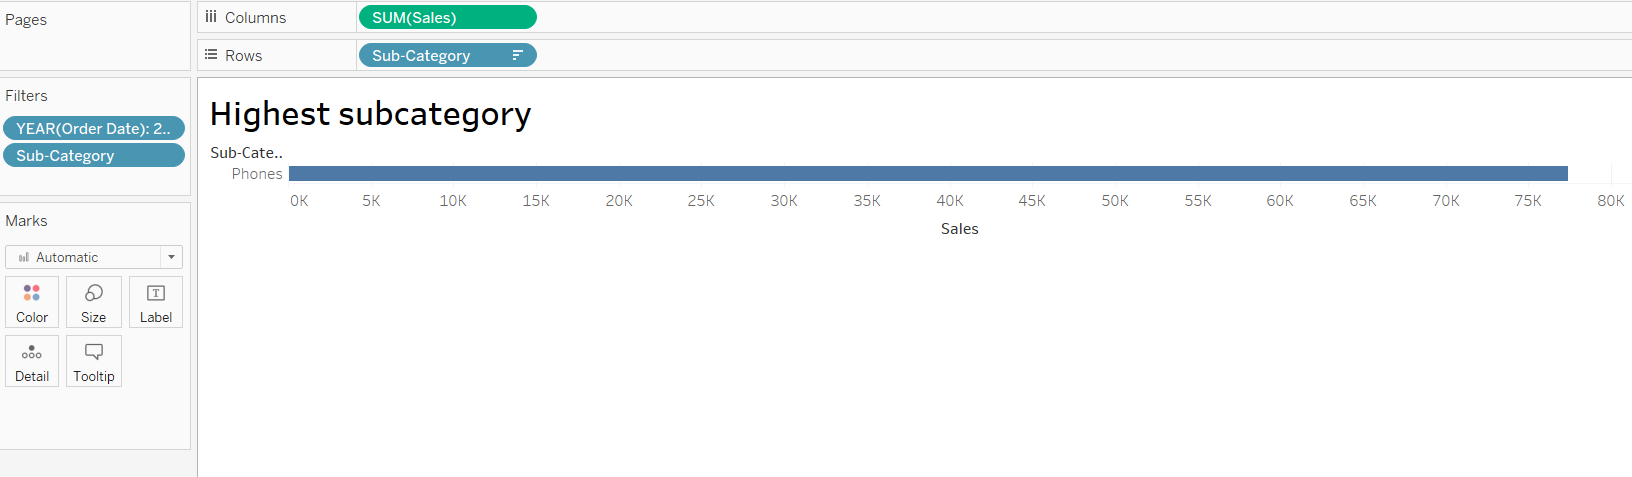 Pages
Columns
SUM(Sales)
Rows
Sub-Category
Filters
YEAR(Order Date): 2..
Sub-Category
Marks
Automatic
Color
Size
Label
Detail
Tooltip
Highest subcategory
Sub-Cate..
Phones
0K 5K 10K 15K 20K 25K 30K 35K 40K 45K 50K 55K 60K 65K 70K 75K 80K
Sales